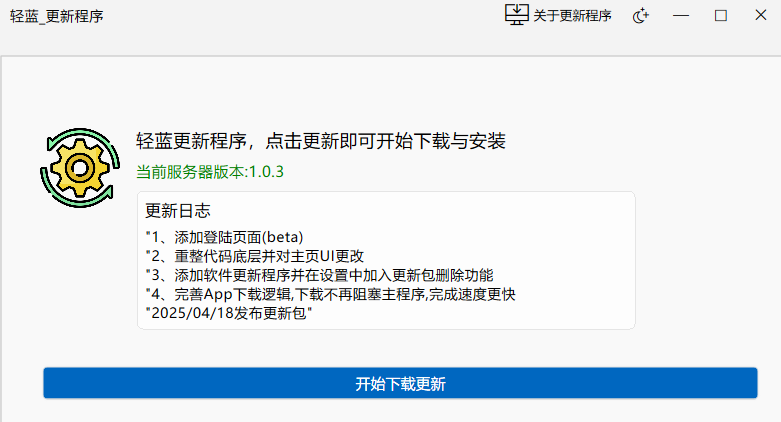 轻蓝_更新程序
关于更新程序
轻蓝更新程序，点击更新即可开始下载与安装
当前服务器版本:1.0.3
更新日志
"1、添加登陆页面(beta)
"2、重整代码底层并对主页UI更改
"3、添加软件更新程序并在设置中加入更新包删除功能
"4、完善App下载逻辑,下载不再阻塞主程序,完成速度更快
"2025/04/18发布更新包"
开始下载更新